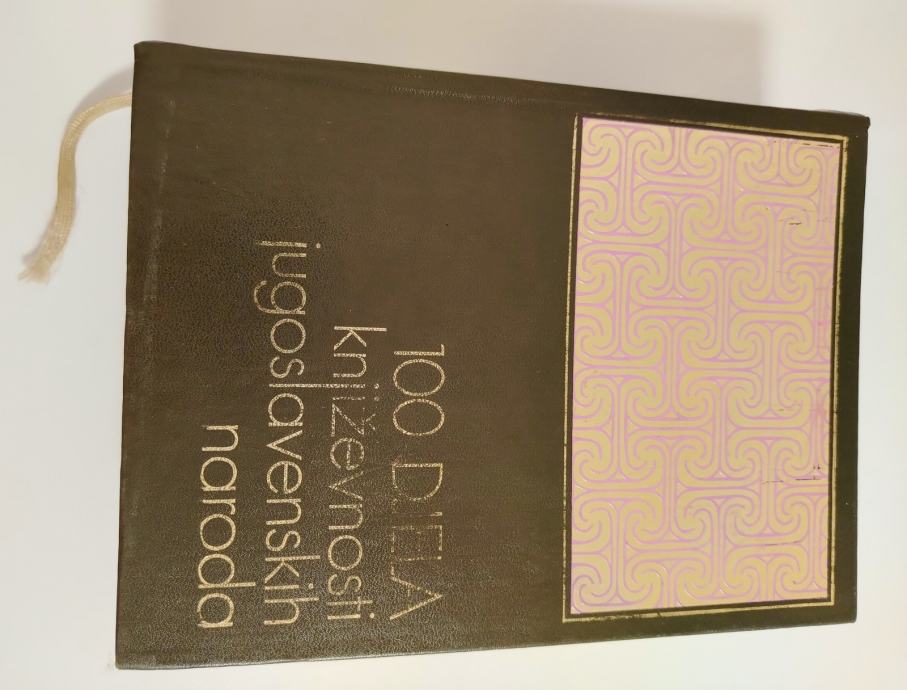 100 DJELA
književnosti
jugoslavenskih
naroda